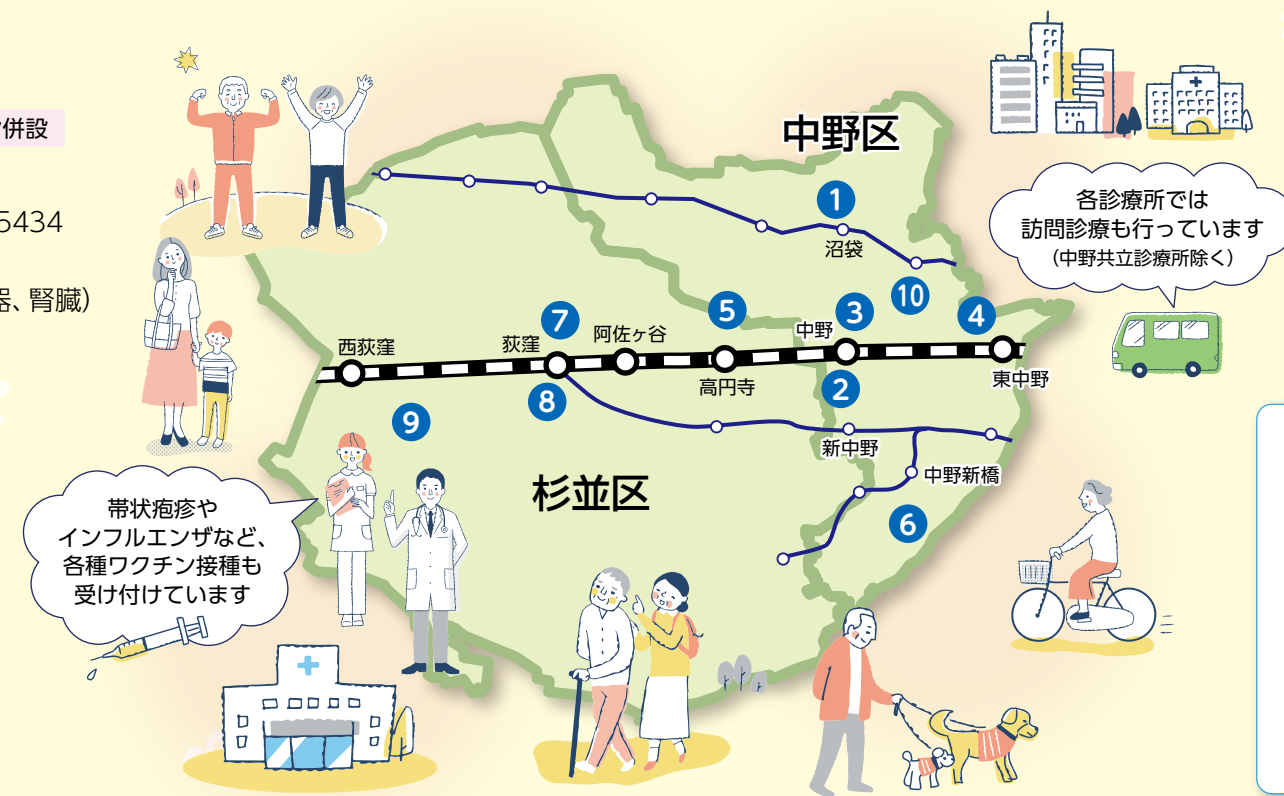 併設
5434
器、腎臓)
中野区
各診療所では
訪問診療も行っています
(中野共立診療所除く)
1
沼袋
10
7
5
3
4
西荻窪
荻窪
阿佐ヶ谷
中野
高円寺
東中野
8
2
9
新中野
中野新橋
杉並区
6
帯状疱疹や
インフルエンザなど、
各種ワクチン接種も
受け付けています